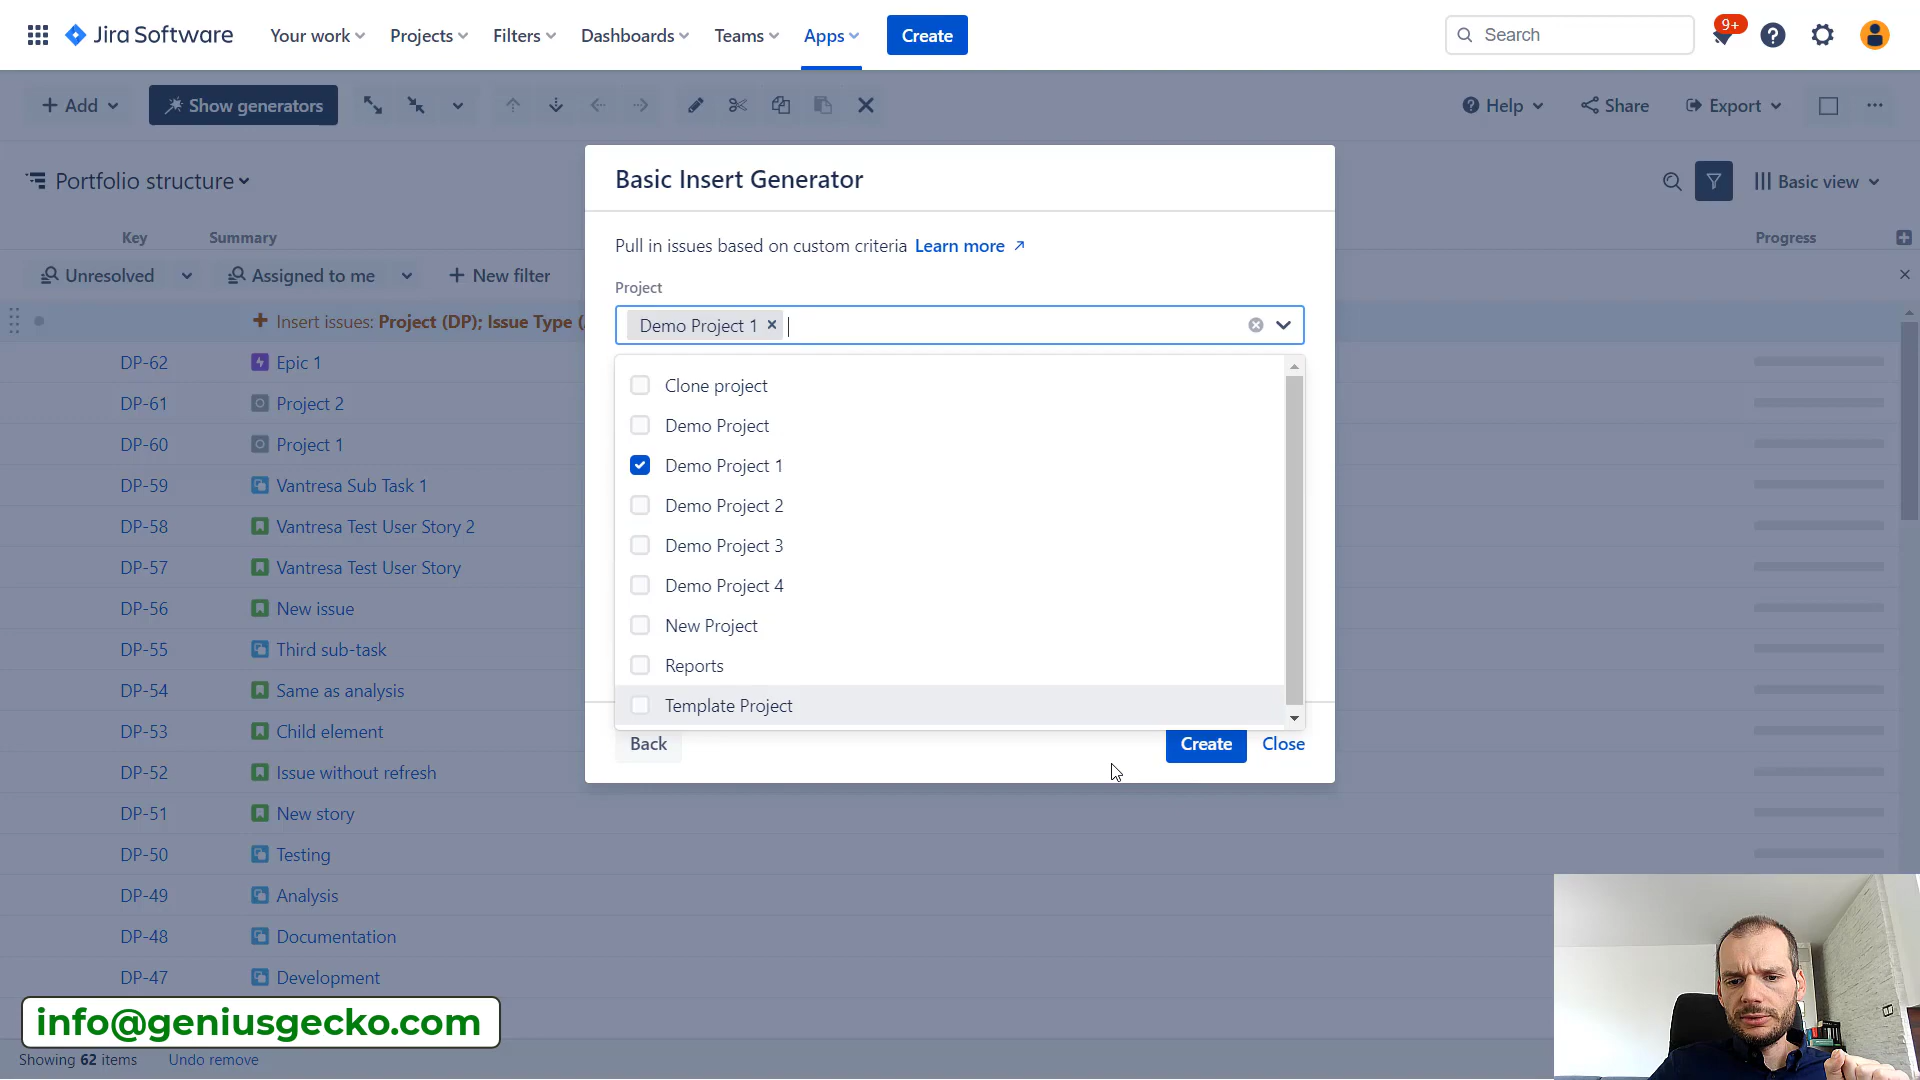 Jira Software Your work Projects Filters Dashboards Teams Apps Create Search 9+
Add Show generators Help Share Export
Portfolio structure Basic view
Key Summary Progress
Unresolved Assigned to me New filter
Insert issues: Project (DP); Issue Type (
DP-62 Epic 1
DP-61 Project 2
DP-60 Project 1
DP-59 Vantresa Sub Task 1
DP-58 Vantresa Test User Story 2
DP-57 Vantresa Test User Story
DP-56 New issue
DP-55 Third sub-task
DP-54 Same as analysis
DP-53 Child element
DP-52 Issue without refresh
DP-51 New story
DP-50 Testing
DP-49 Analysis
DP-48 Documentation
DP-47 Development
Basic Insert Generator
Pull in issues based on custom criteria Learn more
Project
Demo Project 1
Clone project
Demo Project
Demo Project 1
Demo Project 2
Demo Project 3
Demo Project 4
New Project
Reports
Template Project
Back Create Close
info@geniusgecko.com
Showing 62 items Undo remove